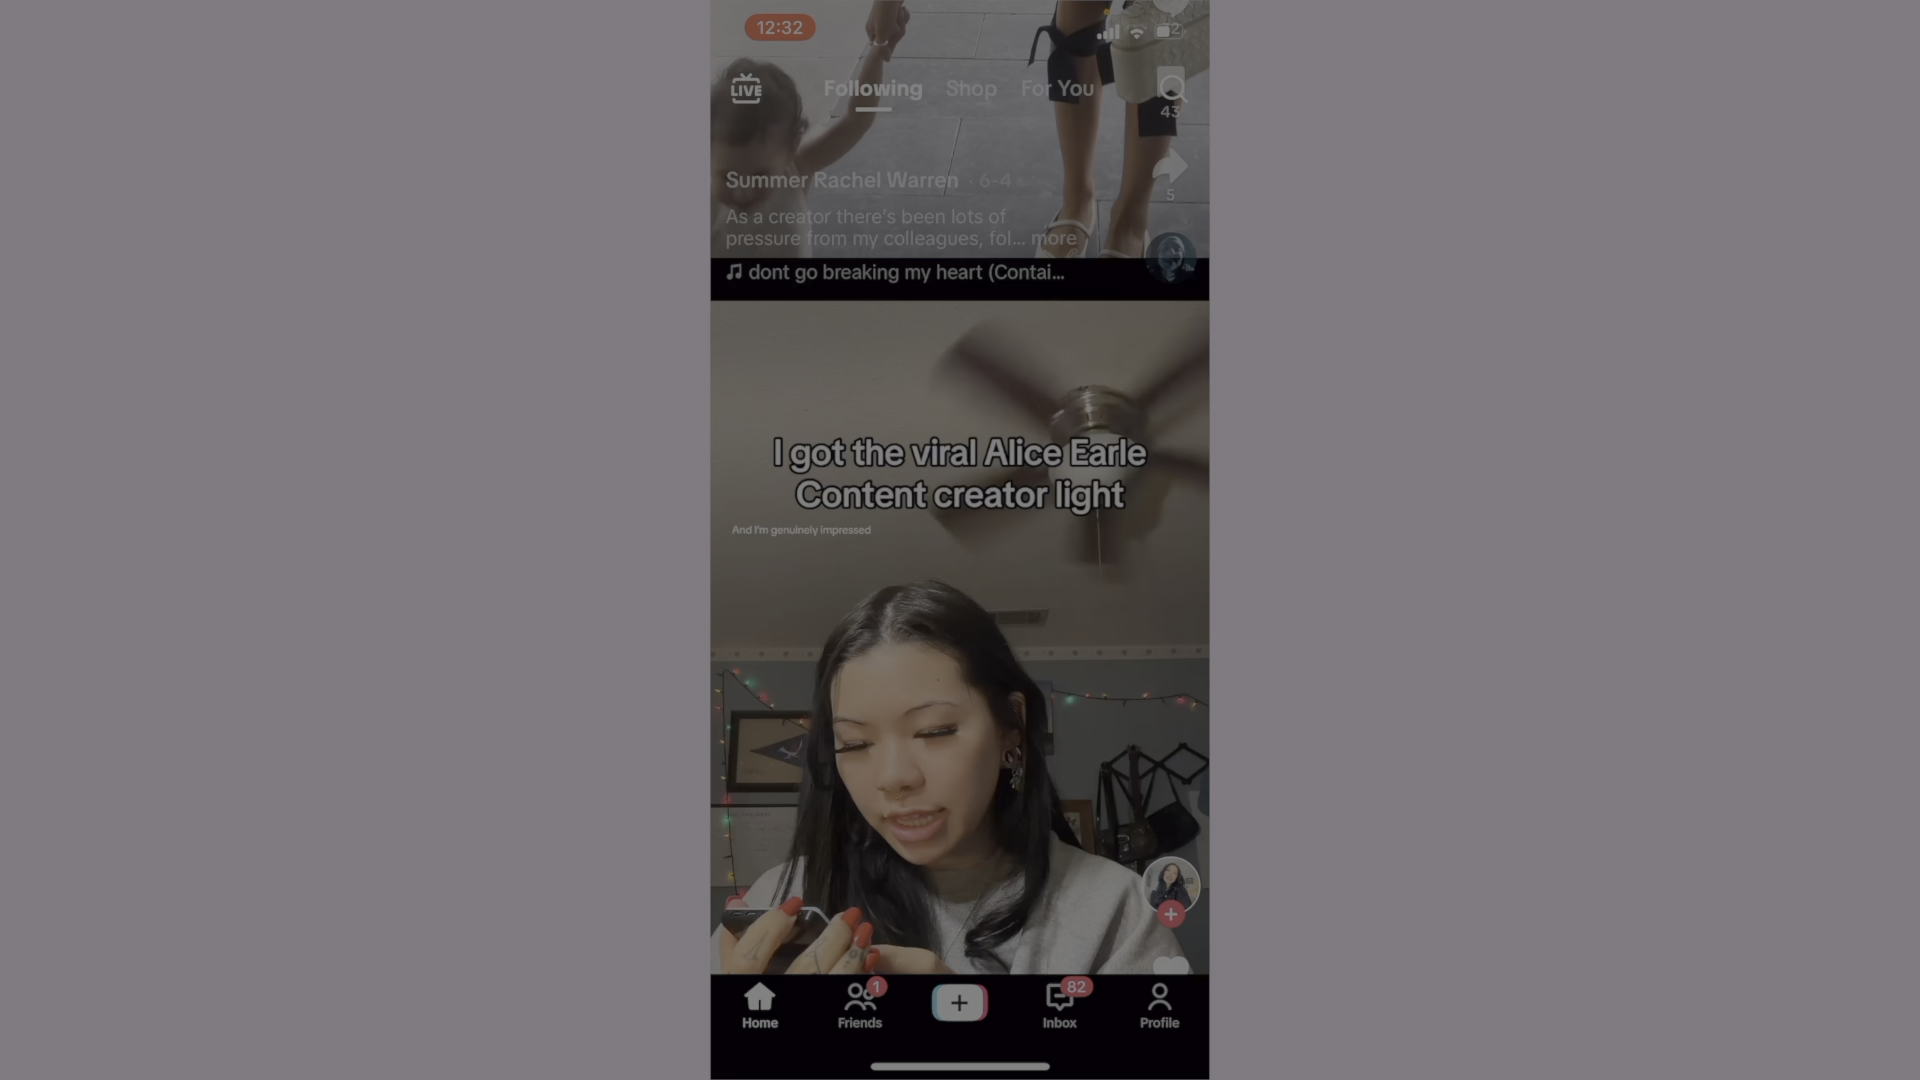 12:32
LIVE
Following Shop For You
43
Summer Rachel Warren · 6-4
5
As a creator there's been lots of
pressure from my colleagues, fol... more
dont go breaking my heart (Contai...
I got the viral Alice Earle
Content creator light
And I'm genuinely impressed
1
82
Home Friends Inbox Profile